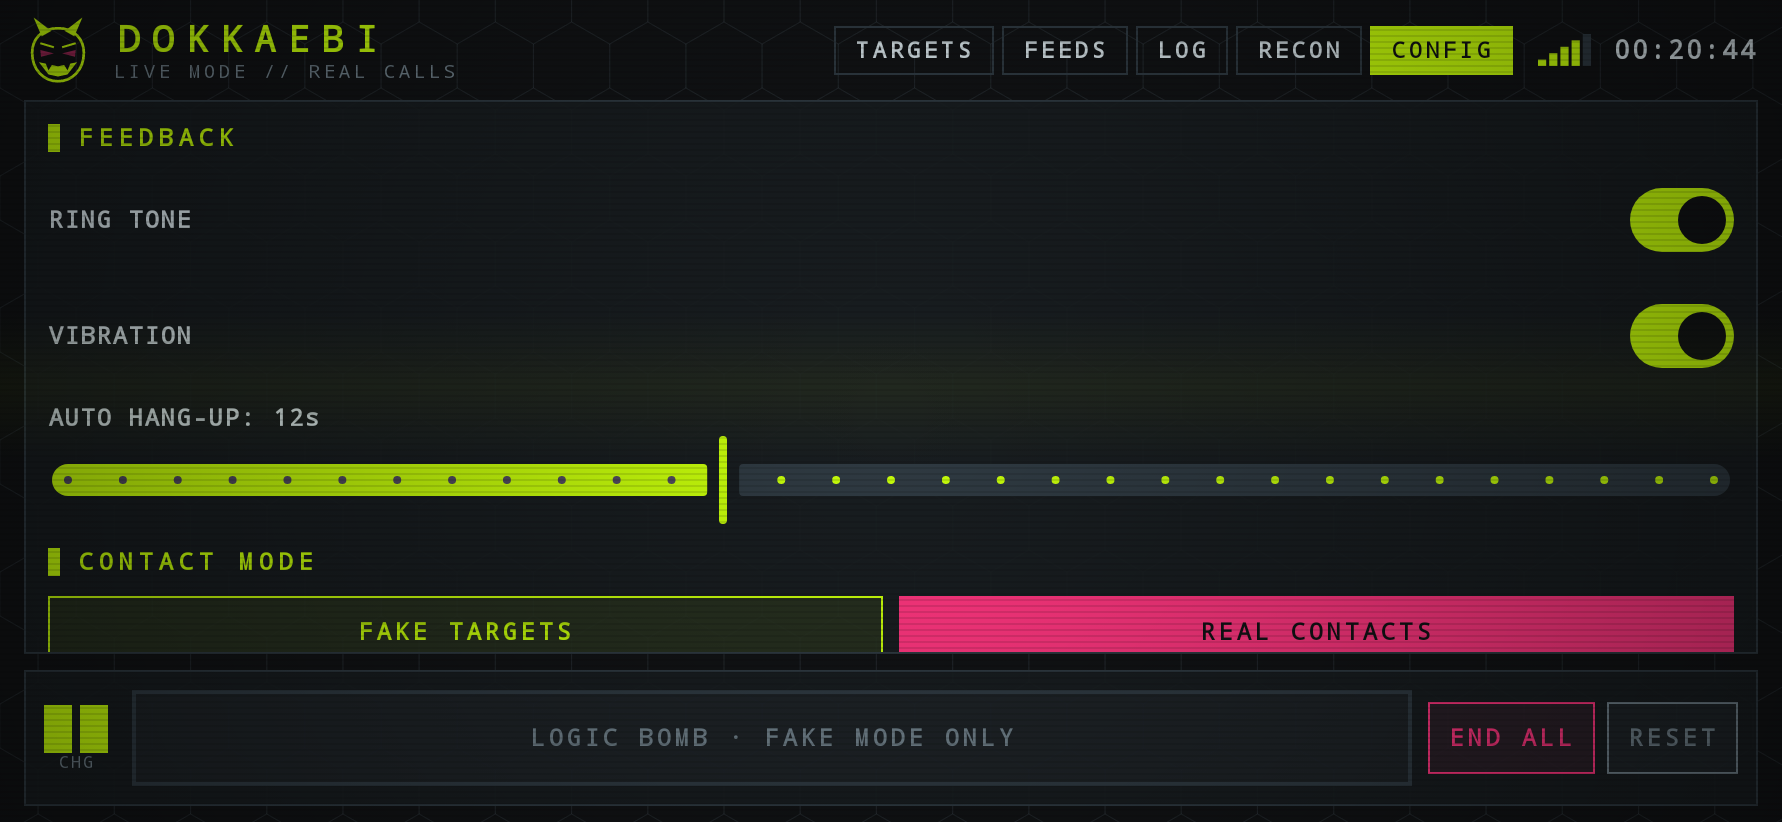 DOKKAEBI
LIVE MODE // REAL CALLS
TARGETS
FEEDS
LOG
RECON
CONFIG
00:20:44
FEEDBACK
RING TONE
VIBRATION
AUTO HANG-UP: 12s
CONTACT MODE
FAKE TARGETS
REAL CONTACTS
CHG
LOGIC BOMB · FAKE MODE ONLY
END ALL
RESET